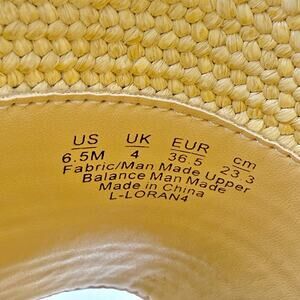 US UK EUR cm
6.5M 4 36.5 23.3
Fabric/Man Made Upper
Balance Man Made
Made in China
L-LORAN4